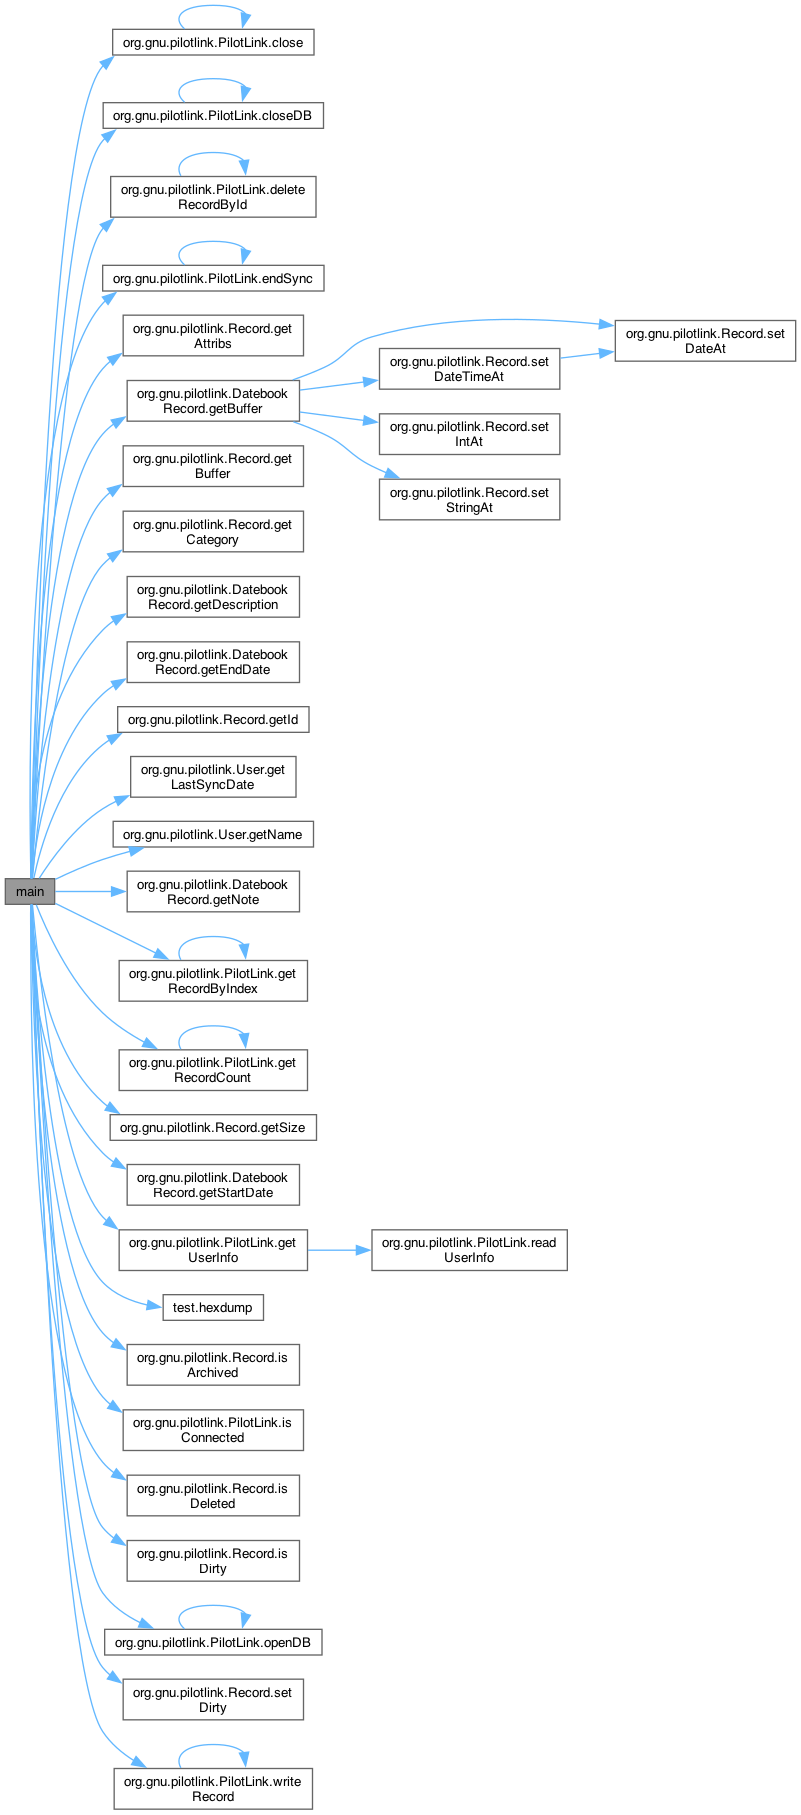 org.gnu.pilotlink.PilotLink.close
org.gnu.pilotlink.PilotLink.closeDB
org.gnu.pilotlink.PilotLink.delete
RecordById
org.gnu.pilotlink.PilotLink.endSync
org.gnu.pilotlink.Record.get
Attribs
org.gnu.pilotlink.Datebook
Record.getBuffer
org.gnu.pilotlink.Record.set
DateTimeAt
org.gnu.pilotlink.Record.set
DateAt
org.gnu.pilotlink.Record.set
IntAt
org.gnu.pilotlink.Record.set
StringAt
org.gnu.pilotlink.Record.get
Buffer
org.gnu.pilotlink.Record.get
Category
org.gnu.pilotlink.Datebook
Record.getDescription
org.gnu.pilotlink.Datebook
Record.getEndDate
org.gnu.pilotlink.Record.getId
org.gnu.pilotlink.User.get
LastSyncDate
org.gnu.pilotlink.User.getName
main
org.gnu.pilotlink.Datebook
Record.getNote
org.gnu.pilotlink.PilotLink.get
RecordByIndex
org.gnu.pilotlink.PilotLink.get
RecordCount
org.gnu.pilotlink.Record.getSize
org.gnu.pilotlink.Datebook
Record.getStartDate
org.gnu.pilotlink.PilotLink.get
UserInfo
org.gnu.pilotlink.PilotLink.read
UserInfo
test.hexdump
org.gnu.pilotlink.Record.is
Archived
org.gnu.pilotlink.PilotLink.is
Connected
org.gnu.pilotlink.Record.is
Deleted
org.gnu.pilotlink.Record.is
Dirty
org.gnu.pilotlink.PilotLink.openDB
org.gnu.pilotlink.Record.set
Dirty
org.gnu.pilotlink.PilotLink.write
Record